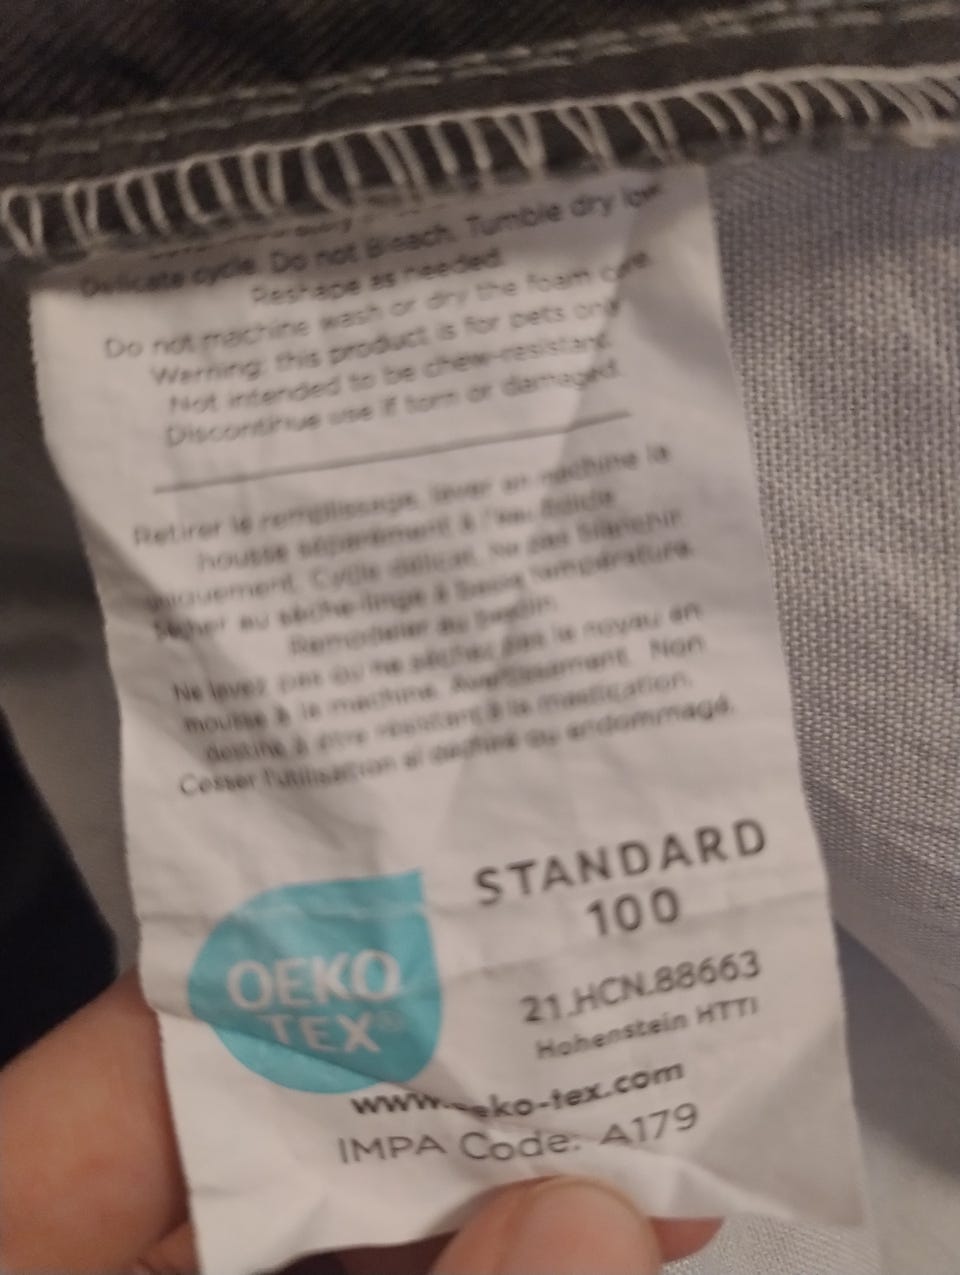 Delicate cycle. Do not Bleach. Tumble dry low
Reshape as needed
Do not machine wash or dry the foam core.
Warning: this product is for pets only
Not intended to be chew-resistant.
Discontinue use if torn or damaged.
Retirer le remplissage, laver en machine la
housse séparément à l'eau froide
uniquement. Cycle délicat. Ne pas blanchir.
Sécher au sèche-linge à basse température.
Remodeler au besoin.
Ne lavez pas ou ne séchez pas le noyau en
mousse à la machine. Avertissement. Non
destiné à être résistant à la mastication.
Cesser l'utilisation si déchiré ou endommagé.
STANDARD
100
OEKO
TEX®
21.HCN.88663
Hohenstein HTTI
www.oeko-tex.com
IMPA Code: A179